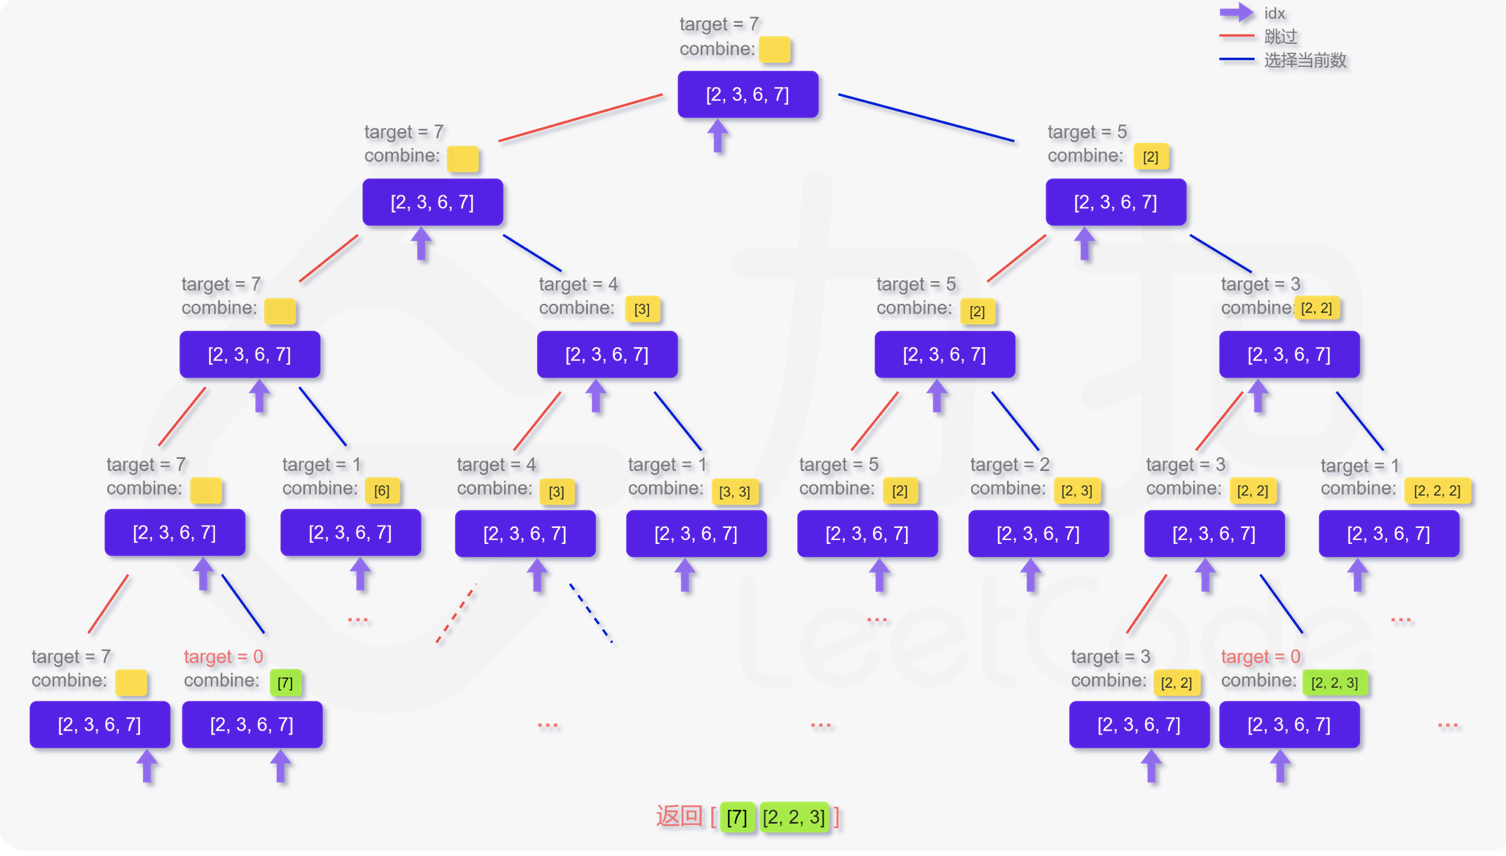 target = 7
combine:
[2, 3, 6, 7]
idx
跳过
选择当前数
target = 7
combine:
[2, 3, 6, 7]
target = 5
combine: [2]
[2, 3, 6, 7]
target = 7
combine:
[2, 3, 6, 7]
target = 4
combine: [3]
[2, 3, 6, 7]
target = 5
combine: [2]
[2, 3, 6, 7]
target = 3
combine: [2, 2]
[2, 3, 6, 7]
target = 7
combine:
[2, 3, 6, 7]
target = 1
combine: [6]
[2, 3, 6, 7]
...
target = 4
combine: [3]
[2, 3, 6, 7]
target = 1
combine: [3, 3]
[2, 3, 6, 7]
target = 5
combine: [2]
[2, 3, 6, 7]
...
target = 2
combine: [2, 3]
[2, 3, 6, 7]
target = 3
combine: [2, 2]
[2, 3, 6, 7]
target = 1
combine: [2, 2, 2]
[2, 3, 6, 7]
...
target = 7
combine:
[2, 3, 6, 7]
target = 0
combine: [7]
[2, 3, 6, 7]
...
...
target = 3
combine: [2, 2]
[2, 3, 6, 7]
target = 0
combine: [2, 2, 3]
[2, 3, 6, 7]
...
返回 [ [7] [2, 2, 3] ]
力扣
LeetCode